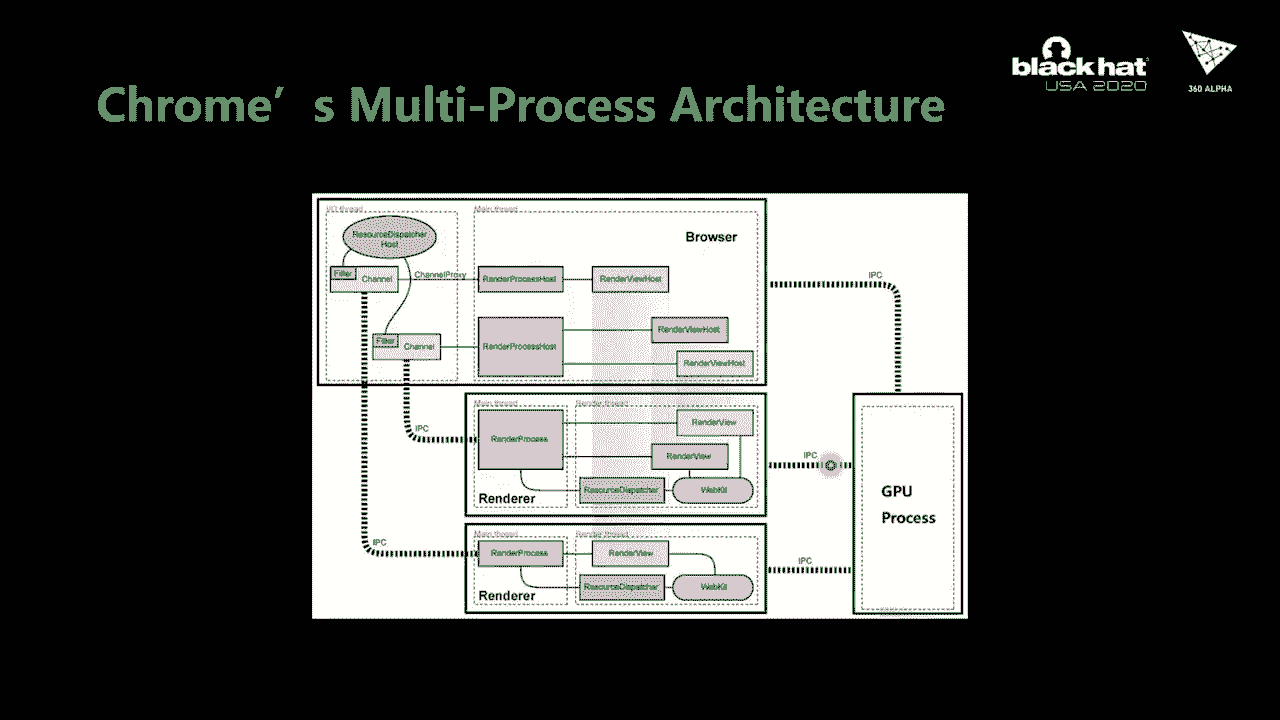 black hat
USA 2020
360 ALPHA
Chrome’s Multi-Process Architecture
I/O thread
Main thread
ResourceDispatcher
Host
Browser
Filter
Channel
ChannelProxy
RenderProcessHost
RenderViewHost
IPC
Filter
Channel
RenderProcessHost
RenderViewHost
RenderViewHost
Main thread
Render thread
RenderProcess
RenderView
IPC
RenderView
IPC
ResourceDispatcher
WebKit
Renderer
GPU
Process
Main thread
Render thread
IPC
RenderProcess
RenderView
IPC
ResourceDispatcher
WebKit
Renderer